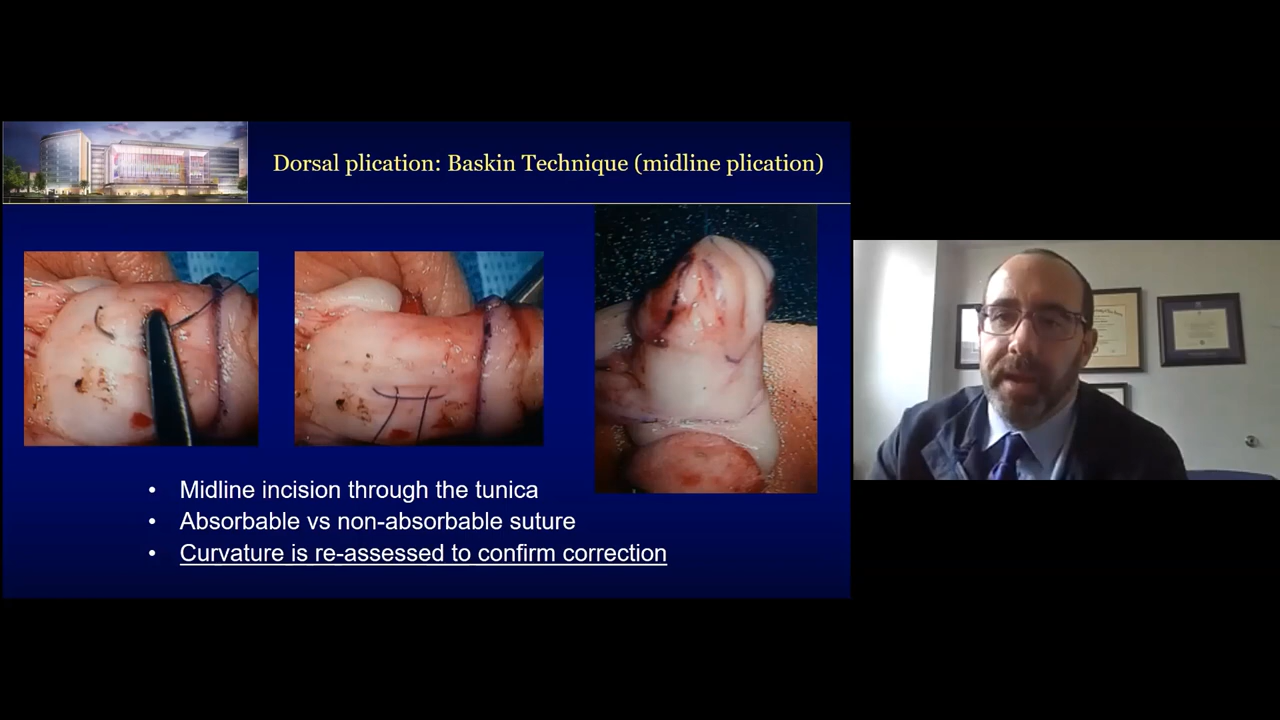 Dorsal plication: Baskin Technique (midline plication)
• Midline incision through the tunica
• Absorbable vs non-absorbable suture
• Curvature is re-assessed to confirm correction